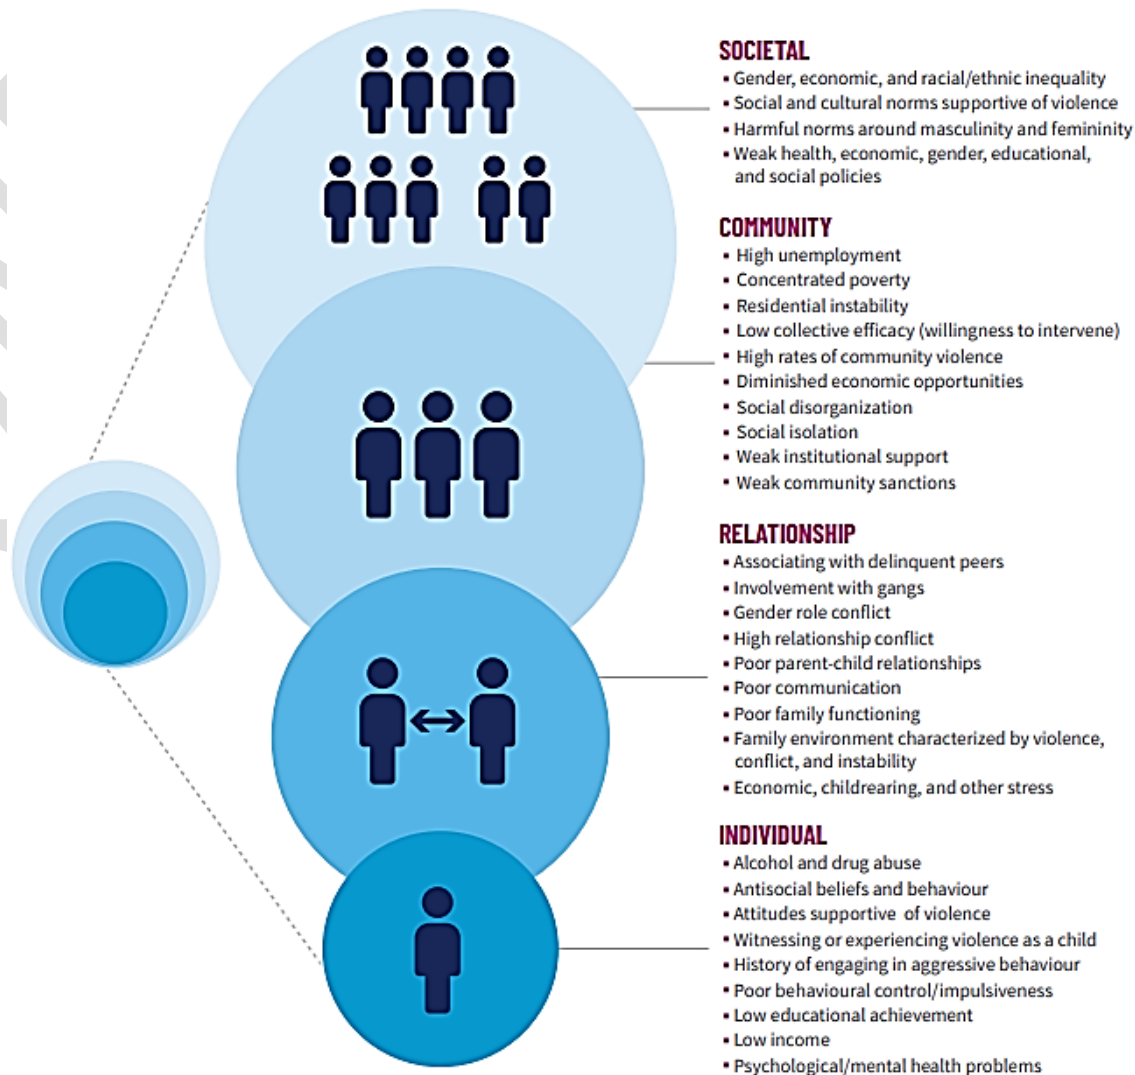 SOCIETAL
▪ Gender, economic, and racial/ethnic inequality
▪ Social and cultural norms supportive of violence
▪ Harmful norms around masculinity and femininity
▪ Weak health, economic, gender, educational,
and social policies
COMMUNITY
▪ High unemployment
▪ Concentrated poverty
▪ Residential instability
▪ Low collective efficacy (willingness to intervene)
▪ High rates of community violence
▪ Diminished economic opportunities
▪ Social disorganization
▪ Social isolation
▪ Weak institutional support
▪ Weak community sanctions
RELATIONSHIP
▪ Associating with delinquent peers
▪ Involvement with gangs
▪ Gender role conflict
▪ High relationship conflict
▪ Poor parent-child relationships
▪ Poor communication
▪ Poor family functioning
▪ Family environment characterized by violence,
conflict, and instability
▪ Economic, childrearing, and other stress
INDIVIDUAL
▪ Alcohol and drug abuse
▪ Antisocial beliefs and behaviour
▪ Attitudes supportive of violence
▪ Witnessing or experiencing violence as a child
▪ History of engaging in aggressive behaviour
▪ Poor behavioural control/impulsiveness
▪ Low educational achievement
▪ Low income
▪ Psychological/mental health problems